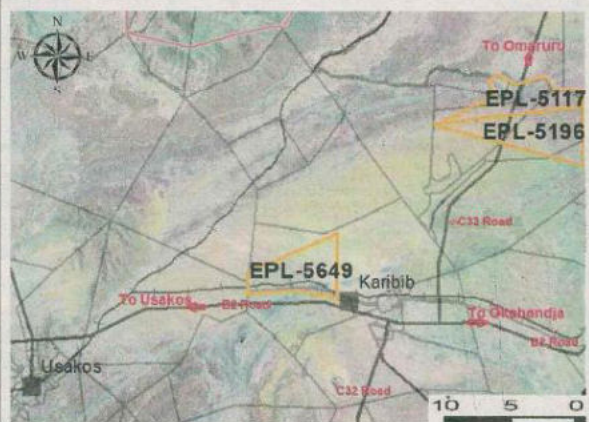 N
W E
S
To Omaruru
EPL-5117
EPL-5196
C33 Road
EPL-5649
Karibib
To Usakos
B2 Road
To Okahandja
B2 Road
Usakos
C32 Road
10 5 0